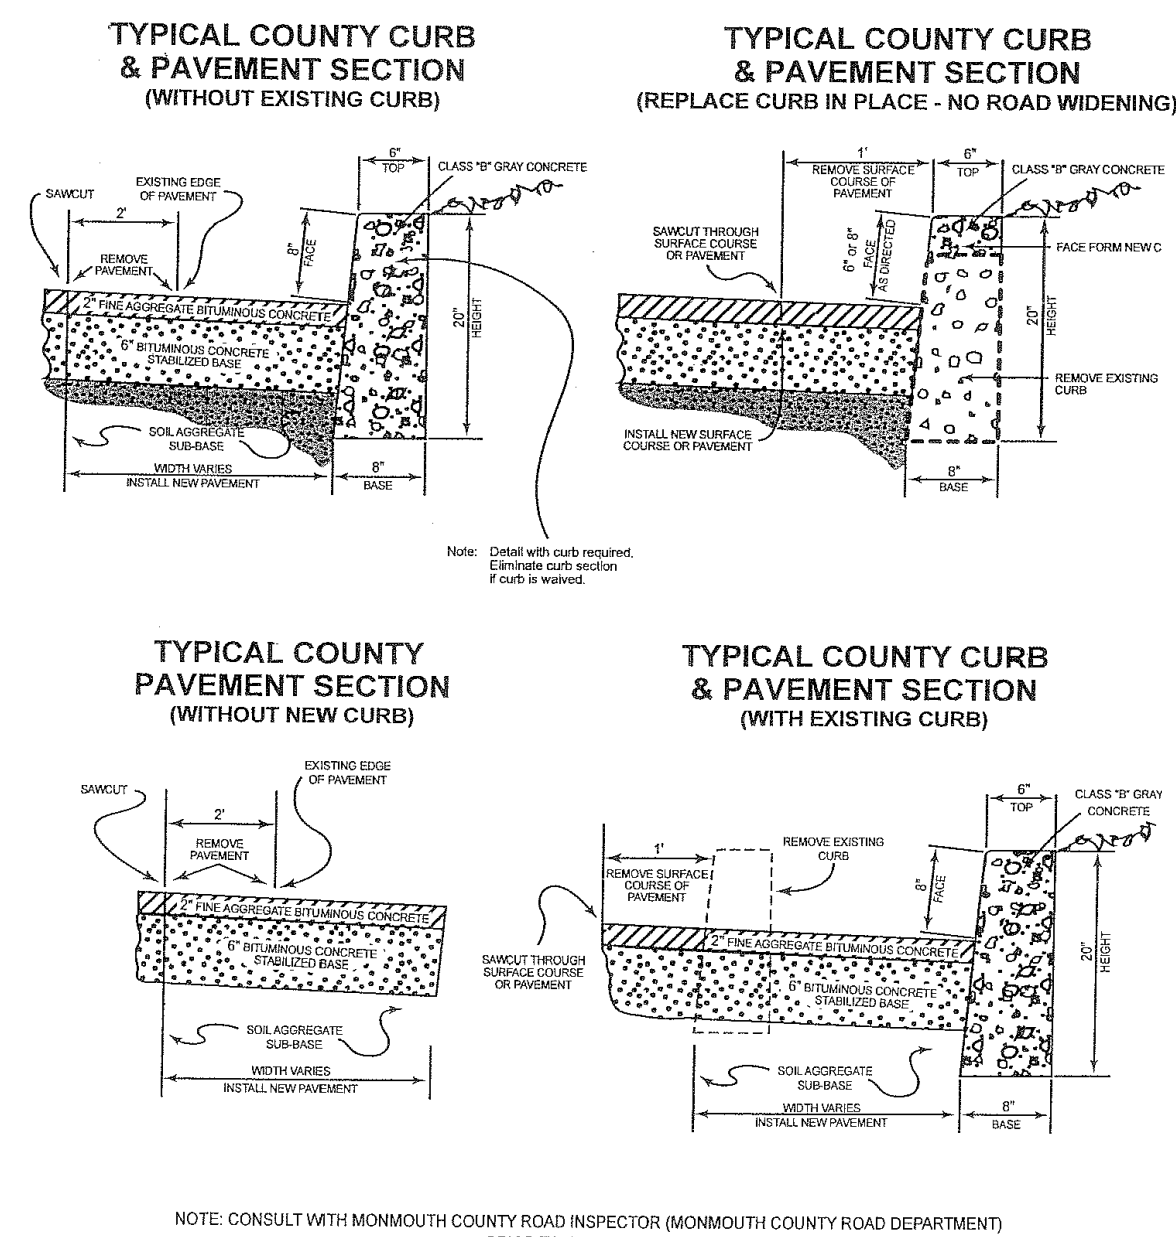 TYPICAL COUNTY CURB
& PAVEMENT SECTION
(WITHOUT EXISTING CURB)
6"
TOP
CLASS "B" GRAY CONCRETE
SAWCUT
EXISTING EDGE
OF PAVEMENT
2'
REMOVE
PAVEMENT
8"
FACE
2" FINE AGGREGATE BITUMINOUS CONCRETE
6" BITUMINOUS CONCRETE
STABILIZED BASE
20"
HEIGHT
SOIL AGGREGATE
SUB-BASE
WIDTH VARIES
INSTALL NEW PAVEMENT
8"
BASE
Note: Detail with curb required.
Eliminate curb section
if curb is waived.
TYPICAL COUNTY CURB
& PAVEMENT SECTION
(REPLACE CURB IN PLACE - NO ROAD WIDENING)
1'
REMOVE SURFACE
COURSE OF
PAVEMENT
6"
TOP
CLASS "B" GRAY CONCRETE
SAWCUT THROUGH
SURFACE COURSE
OR PAVEMENT
6" or 8"
FACE
AS DIRECTED
FACE FORM NEW C
20"
HEIGHT
REMOVE EXISTING
CURB
INSTALL NEW SURFACE
COURSE OR PAVEMENT
8"
BASE
TYPICAL COUNTY
PAVEMENT SECTION
(WITHOUT NEW CURB)
SAWCUT
EXISTING EDGE
OF PAVEMENT
2'
REMOVE
PAVEMENT
2" FINE AGGREGATE BITUMINOUS CONCRETE
6" BITUMINOUS CONCRETE
STABILIZED BASE
SOIL AGGREGATE
SUB-BASE
WIDTH VARIES
INSTALL NEW PAVEMENT
TYPICAL COUNTY CURB
& PAVEMENT SECTION
(WITH EXISTING CURB)
6"
TOP
CLASS "B" GRAY
CONCRETE
1'
REMOVE SURFACE
COURSE OF
PAVEMENT
REMOVE EXISTING
CURB
8"
FACE
SAWCUT THROUGH
SURFACE COURSE
OR PAVEMENT
2" FINE AGGREGATE BITUMINOUS CONCRETE
6" BITUMINOUS CONCRETE
STABILIZED BASE
20"
HEIGHT
SOIL AGGREGATE
SUB-BASE
WIDTH VARIES
INSTALL NEW PAVEMENT
8"
BASE
NOTE: CONSULT WITH MONMOUTH COUNTY ROAD INSPECTOR (MONMOUTH COUNTY ROAD DEPARTMENT)